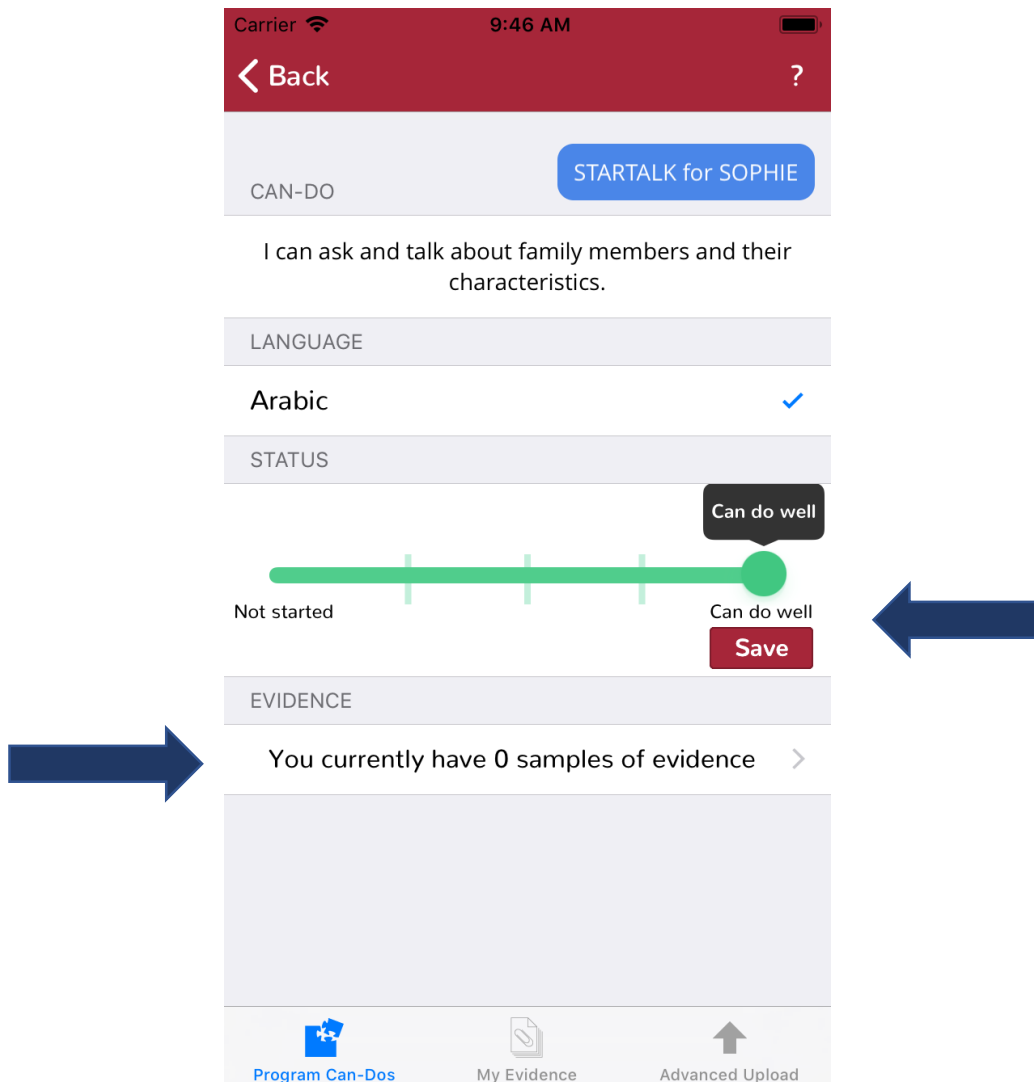 Carrier 9:46 AM
Back ?
STARTALK for SOPHIE
CAN-DO
I can ask and talk about family members and their
characteristics.
LANGUAGE
Arabic
STATUS
Can do well
Not started Can do well
Save
EVIDENCE
You currently have 0 samples of evidence
Program Can-Dos My Evidence Advanced Upload